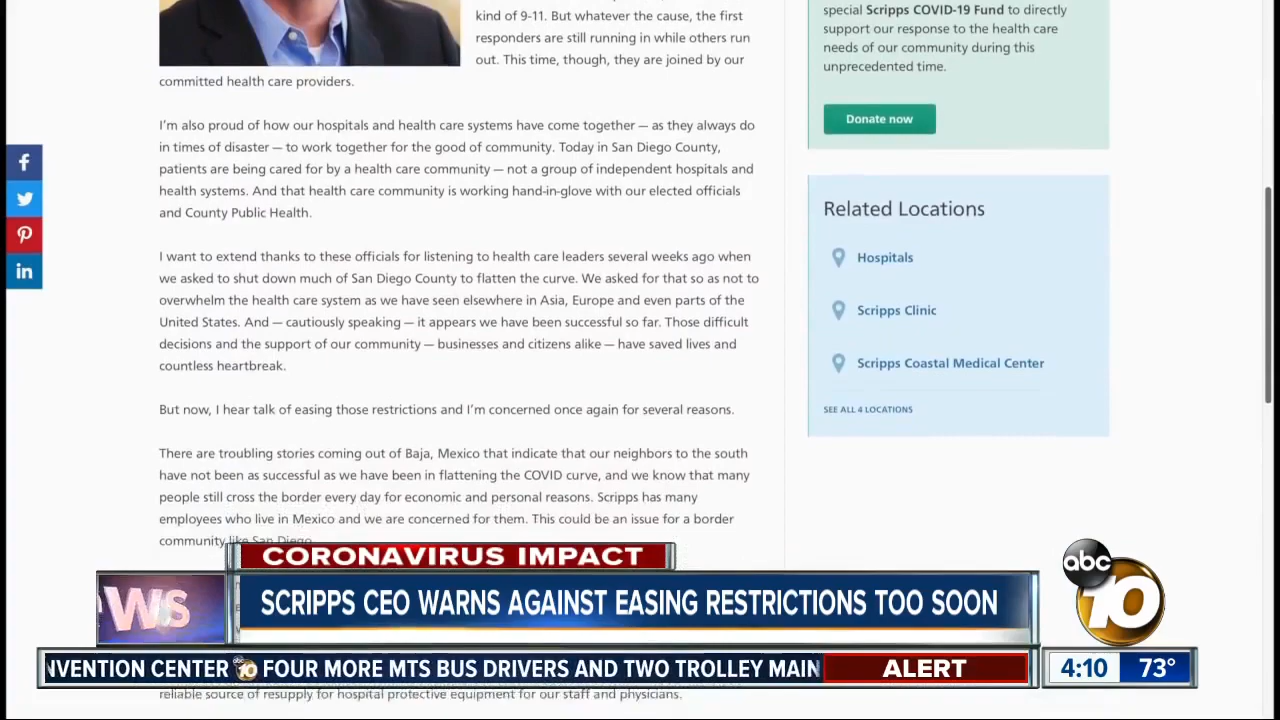 kind of 9-11. But whatever the cause, the first
responders are still running in while others run
out. This time, though, they are joined by our
committed health care providers.
I'm also proud of how our hospitals and health care systems have come together — as they always do
in times of disaster — to work together for the good of community. Today in San Diego County,
patients are being cared for by a health care community — not a group of independent hospitals and
health systems. And that health care community is working hand-in-glove with our elected officials
and County Public Health.
I want to extend thanks to these officials for listening to health care leaders several weeks ago when
we asked to shut down much of San Diego County to flatten the curve. We asked for that so as not to
overwhelm the health care system as we have seen elsewhere in Asia, Europe and even parts of the
United States. And — cautiously speaking — it appears we have been successful so far. Those difficult
decisions and the support of our community — businesses and citizens alike — have saved lives and
countless heartbreak.
But now, I hear talk of easing those restrictions and I'm concerned once again for several reasons.
There are troubling stories coming out of Baja, Mexico that indicate that our neighbors to the south
have not been as successful as we have been in flattening the COVID curve, and we know that many
people still cross the border every day for economic and personal reasons. Scripps has many
employees who live in Mexico and we are concerned for them. This could be an issue for a border
community like San Diego.
special Scripps COVID-19 Fund to directly
support our response to the health care
needs of our community during this
unprecedented time.
Donate now
Related Locations
Hospitals
Scripps Clinic
Scripps Coastal Medical Center
SEE ALL 4 LOCATIONS
f
in
CORONAVIRUS IMPACT
WS
SCRIPPS CEO WARNS AGAINST EASING RESTRICTIONS TOO SOON
abc
10
NVENTION CENTER 10 FOUR MORE MTS BUS DRIVERS AND TWO TROLLEY MAIN
ALERT
4:10 73°
reliable source of resupply for hospital protective equipment for our staff and physicians.